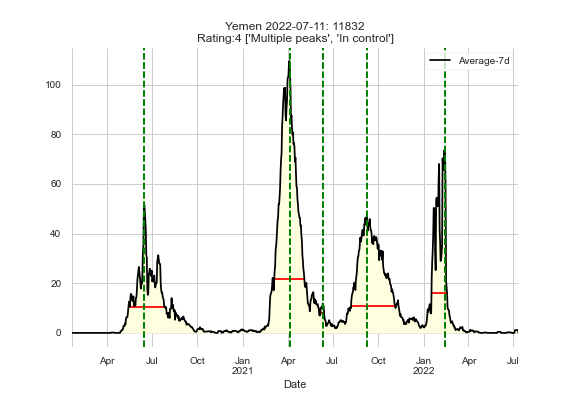 Yemen 2022-07-11: 11832
Rating:4 ['Multiple peaks', 'In control']
Average-7d
100
80
60
40
20
0
Apr Jul Oct Jan Apr Jul Oct Jan Apr Jul
2021 2022
Date